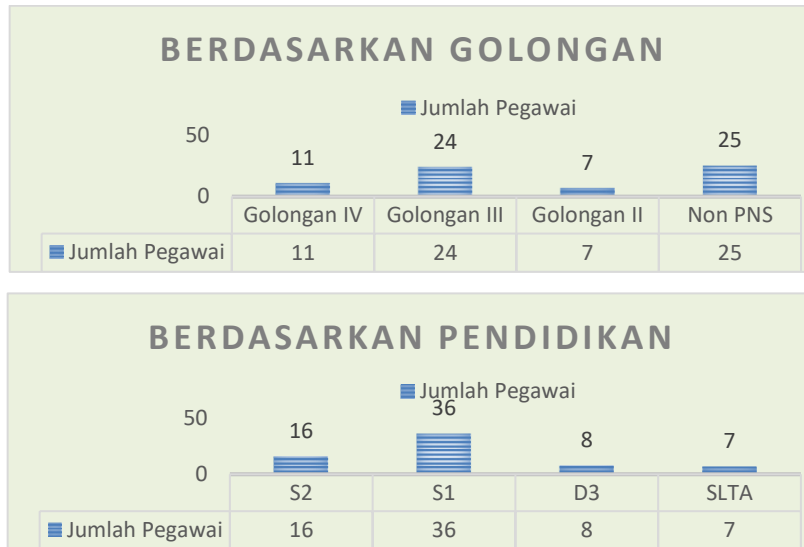 BERDASARKAN GOLONGAN
Jumlah Pegawai
50
11
24
7
25
0
Golongan IV Golongan III Golongan II Non PNS
Jumlah Pegawai 11 24 7 25
BERDASARKAN PENDIDIKAN
Jumlah Pegawai
50
16
36
8
7
0
S2 S1 D3 SLTA
Jumlah Pegawai 16 36 8 7